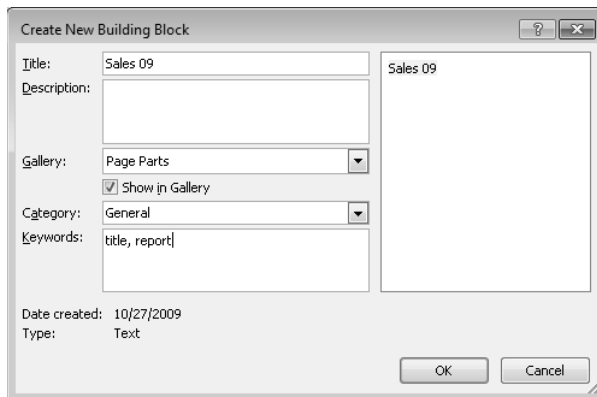 Create New Building Block
Title: Sales 09
Sales 09
Description:
Gallery: Page Parts
Show in Gallery
Category: General
Keywords: title, report
Date created: 10/27/2009
Type: Text
OK Cancel